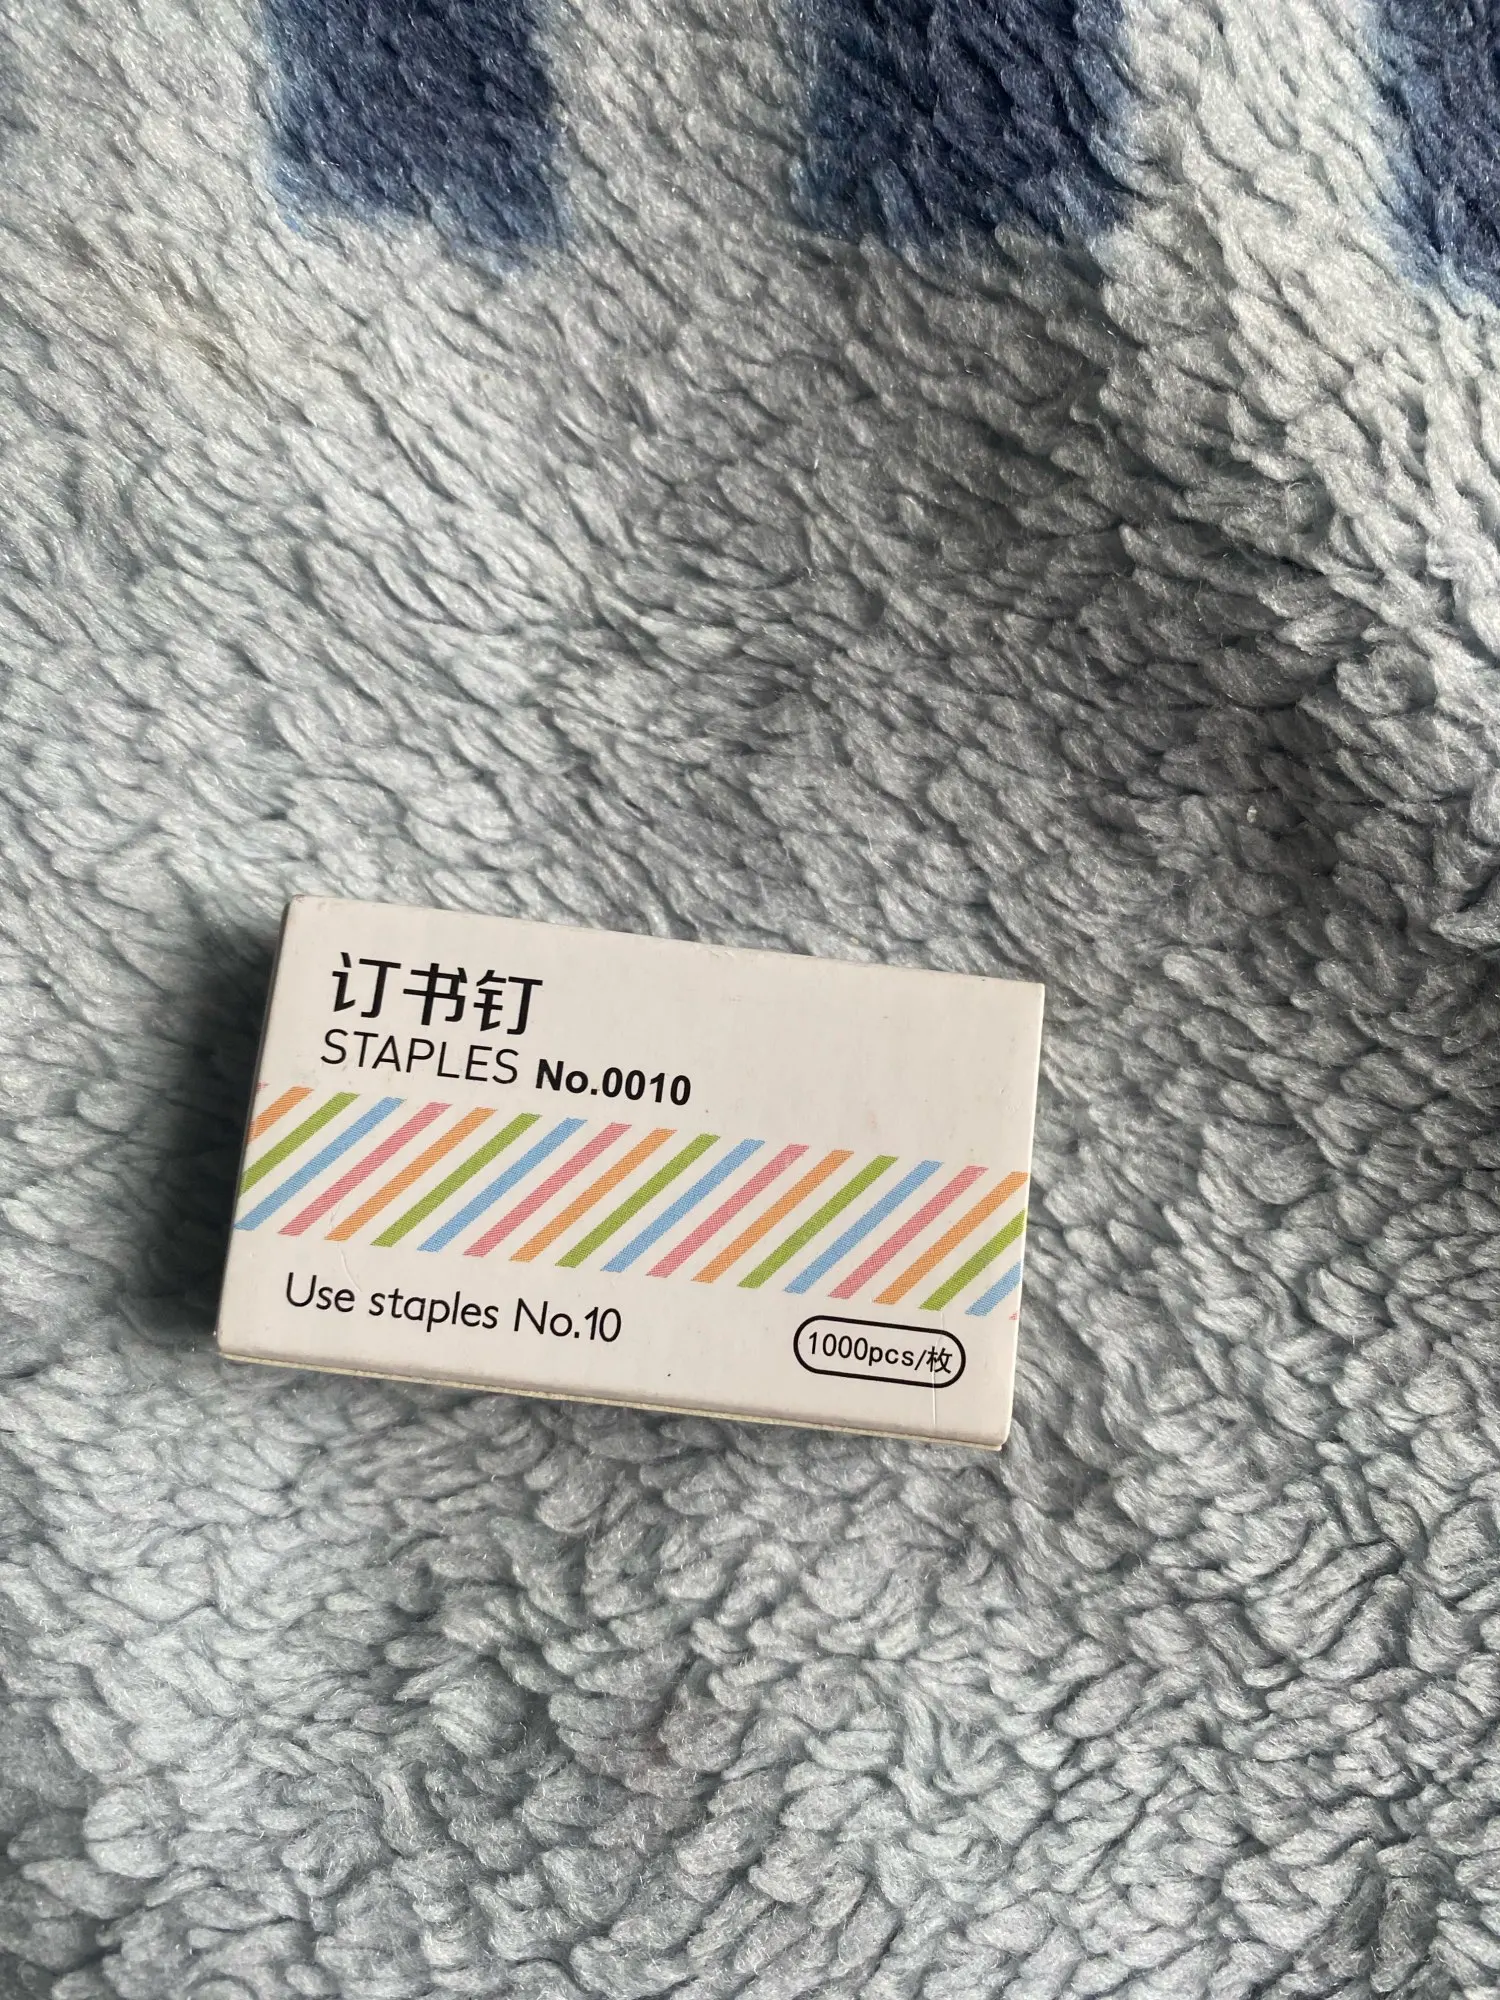 订书钉
STAPLES No.0010
Use staples No.10
1000pcs/枚